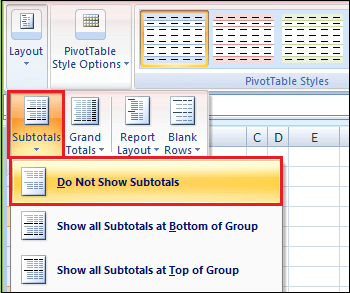 Layout
PivotTable
Style Options
PivotTable Styles
Subtotals
Grand
Totals
Report
Layout
Blank
Rows
C D E
Do Not Show Subtotals
Show all Subtotals at Bottom of Group
Show all Subtotals at Top of Group